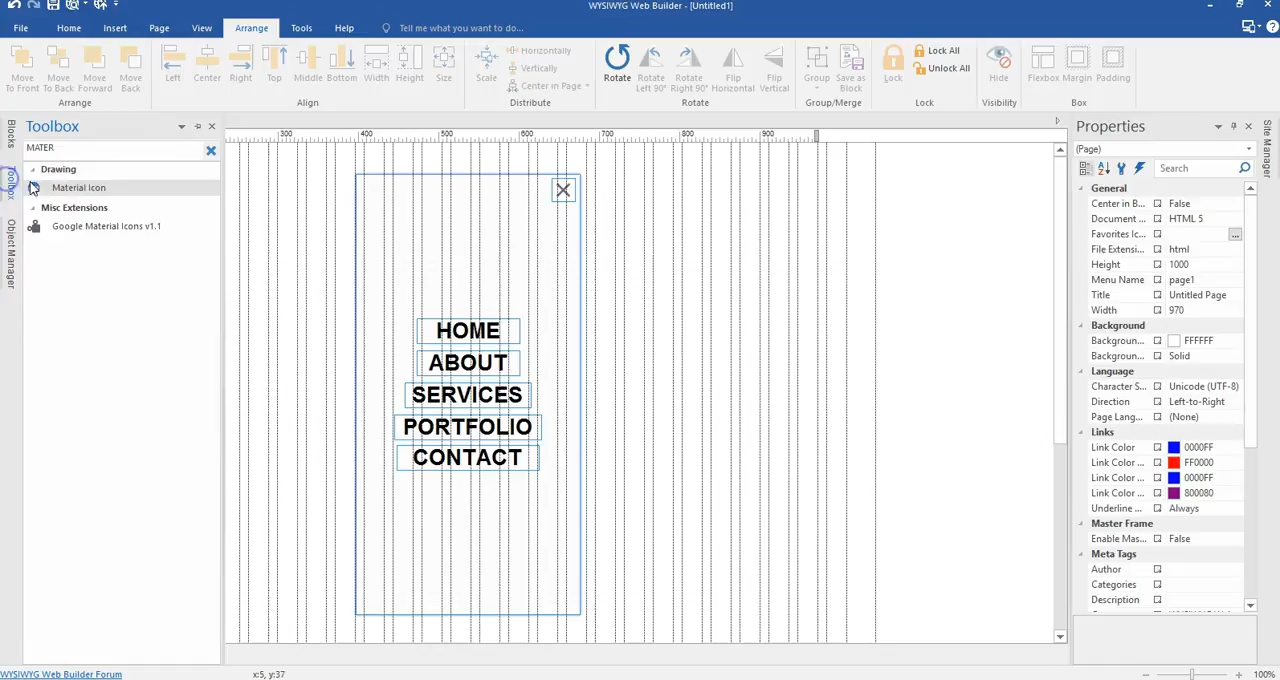 WYSIWYG Web Builder - [Untitled1]
File Home Insert Page View Arrange Tools Help Tell me what you want to do...
Move To Front
Move To Back
Move Forward
Move Back
Arrange
Left
Center
Right
Top
Middle
Bottom
Width
Height
Size
Align
Scale
Horizontally
Vertically
Center in Page
Distribute
Rotate
Rotate Left 90°
Rotate Right 90°
Flip Horizontal
Flip Vertical
Rotate
Group
Save as Block
Group/Merge
Lock
Lock All
Unlock All
Lock
Hide
Visibility
Flexbox
Margin
Padding
Box
Blocks
Toolbox
Object Manager
Toolbox
MATER
Drawing
Material Icon
Misc Extensions
Google Material Icons v1.1
300 400 500 600 700 800 900
HOME
ABOUT
SERVICES
PORTFOLIO
CONTACT
Properties
(Page)
Search
General
Center in B... False
Document ... HTML 5
Favorites Ic... ...
File Extensi... html
Height 1000
Menu Name page1
Title Untitled Page
Width 970
Background
Backgroun... FFFFFF
Backgroun... Solid
Language
Character S... Unicode (UTF-8)
Direction Left-to-Right
Page Lang... (None)
Links
Link Color 0000FF
Link Color ... FF0000
Link Color ... 0000FF
Link Color ... 800080
Underline ... Always
Master Frame
Enable Mas... False
Meta Tags
Author
Categories
Description
Site Manager
WYSIWYG Web Builder Forum
x:5, y:37
100%